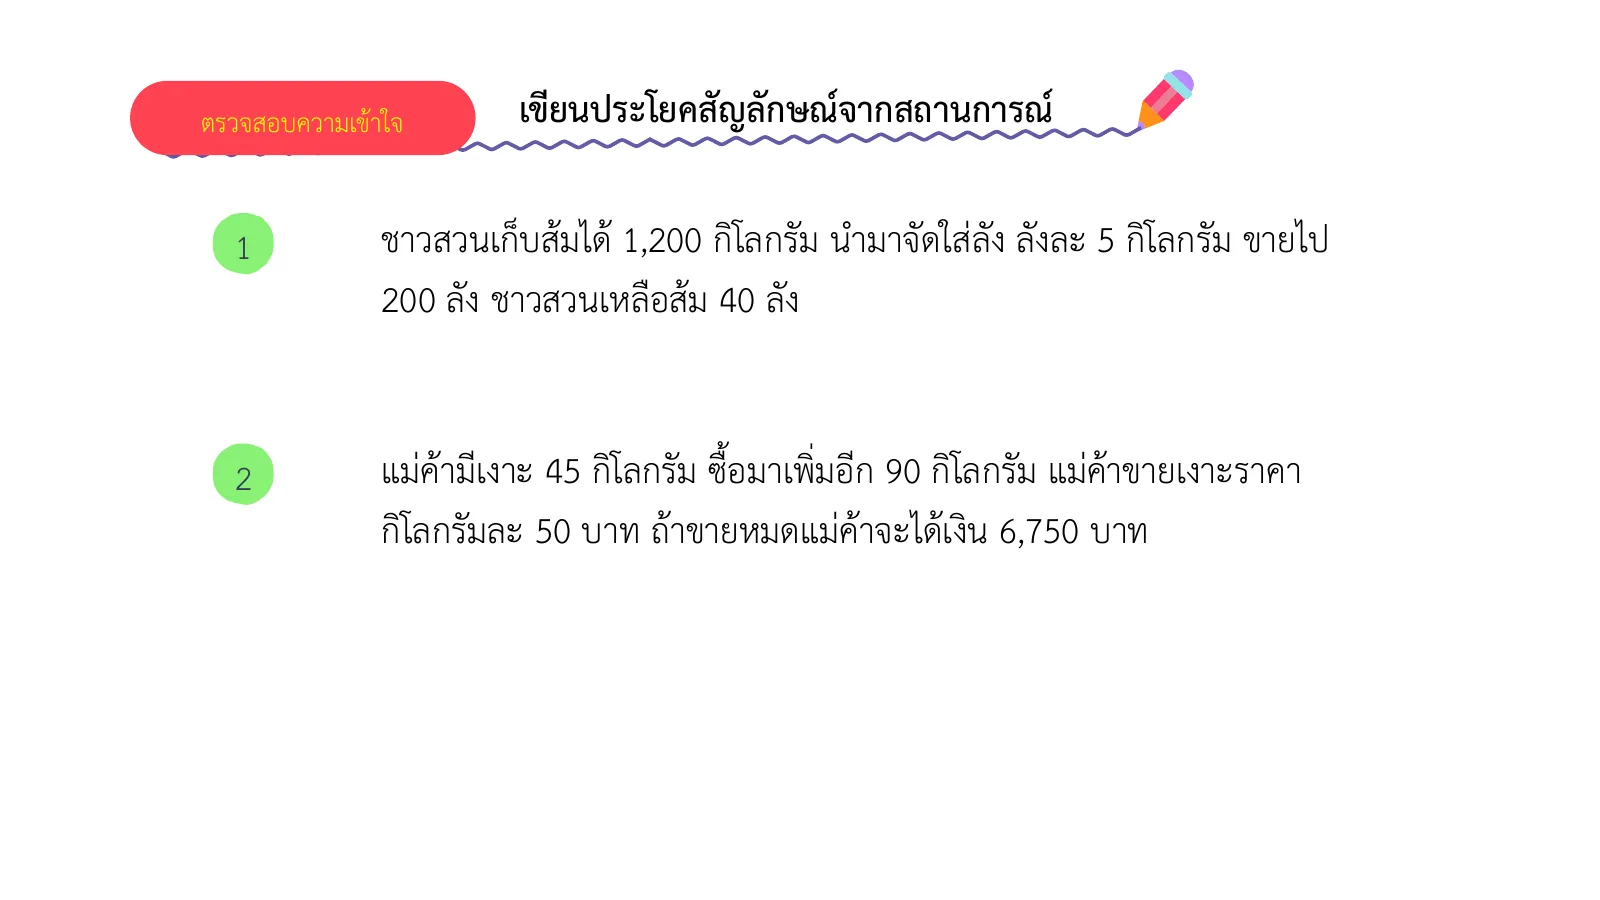 ตรวจสอบความเข้าใจ
เขียนประโยคสัญลักษณ์จากสถานการณ์
1
ชาวสวนเก็บส้มได้ 1,200 กิโลกรัม นำมาจัดใส่ลัง ลังละ 5 กิโลกรัม ขายไป
200 ลัง ชาวสวนเหลือส้ม 40 ลัง
2
แม่ค้ามีเงาะ 45 กิโลกรัม ซื้อมาเพิ่มอีก 90 กิโลกรัม แม่ค้าขายเงาะราคา
กิโลกรัมละ 50 บาท ถ้าขายหมดแม่ค้าจะได้เงิน 6,750 บาท